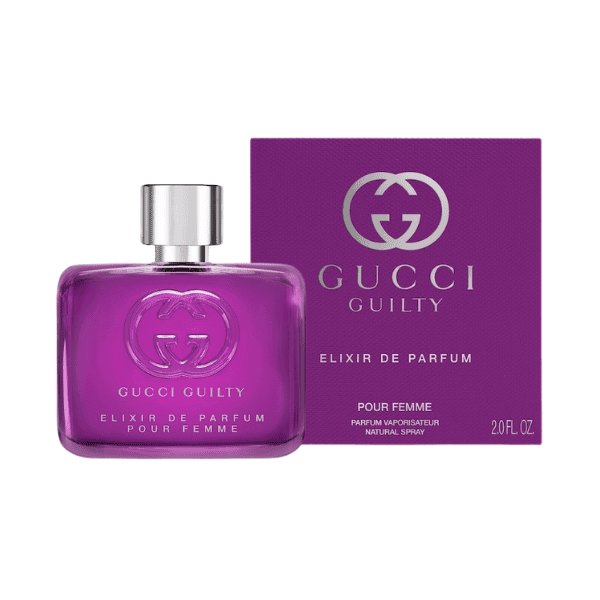 GUCCI GUILTY
ELIXIR DE PARFUM
POUR FEMME
GUCCI
GUILTY
ELIXIR DE PARFUM
POUR FEMME
PARFUM VAPORISATEUR
NATURAL SPRAY
2.0 FL. OZ.